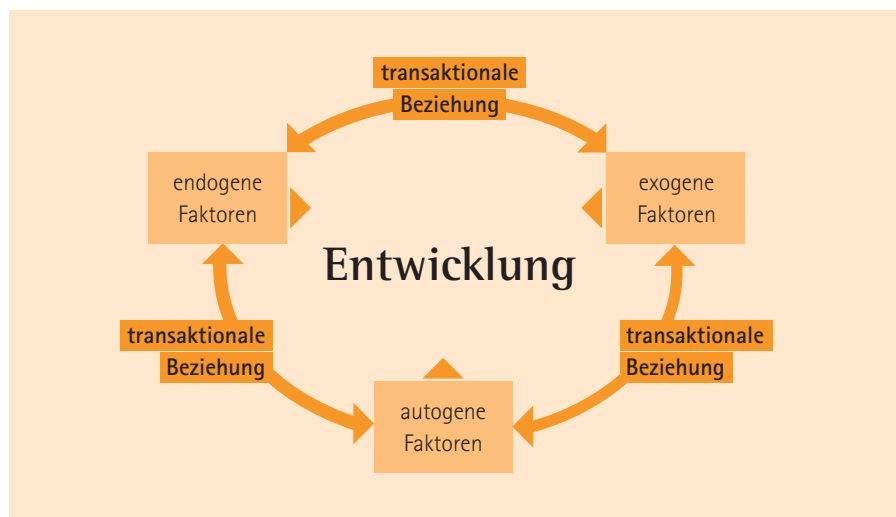 transaktionale
Beziehung
endogene
Faktoren
exogene
Faktoren
Entwicklung
transaktionale
Beziehung
transaktionale
Beziehung
autogene
Faktoren